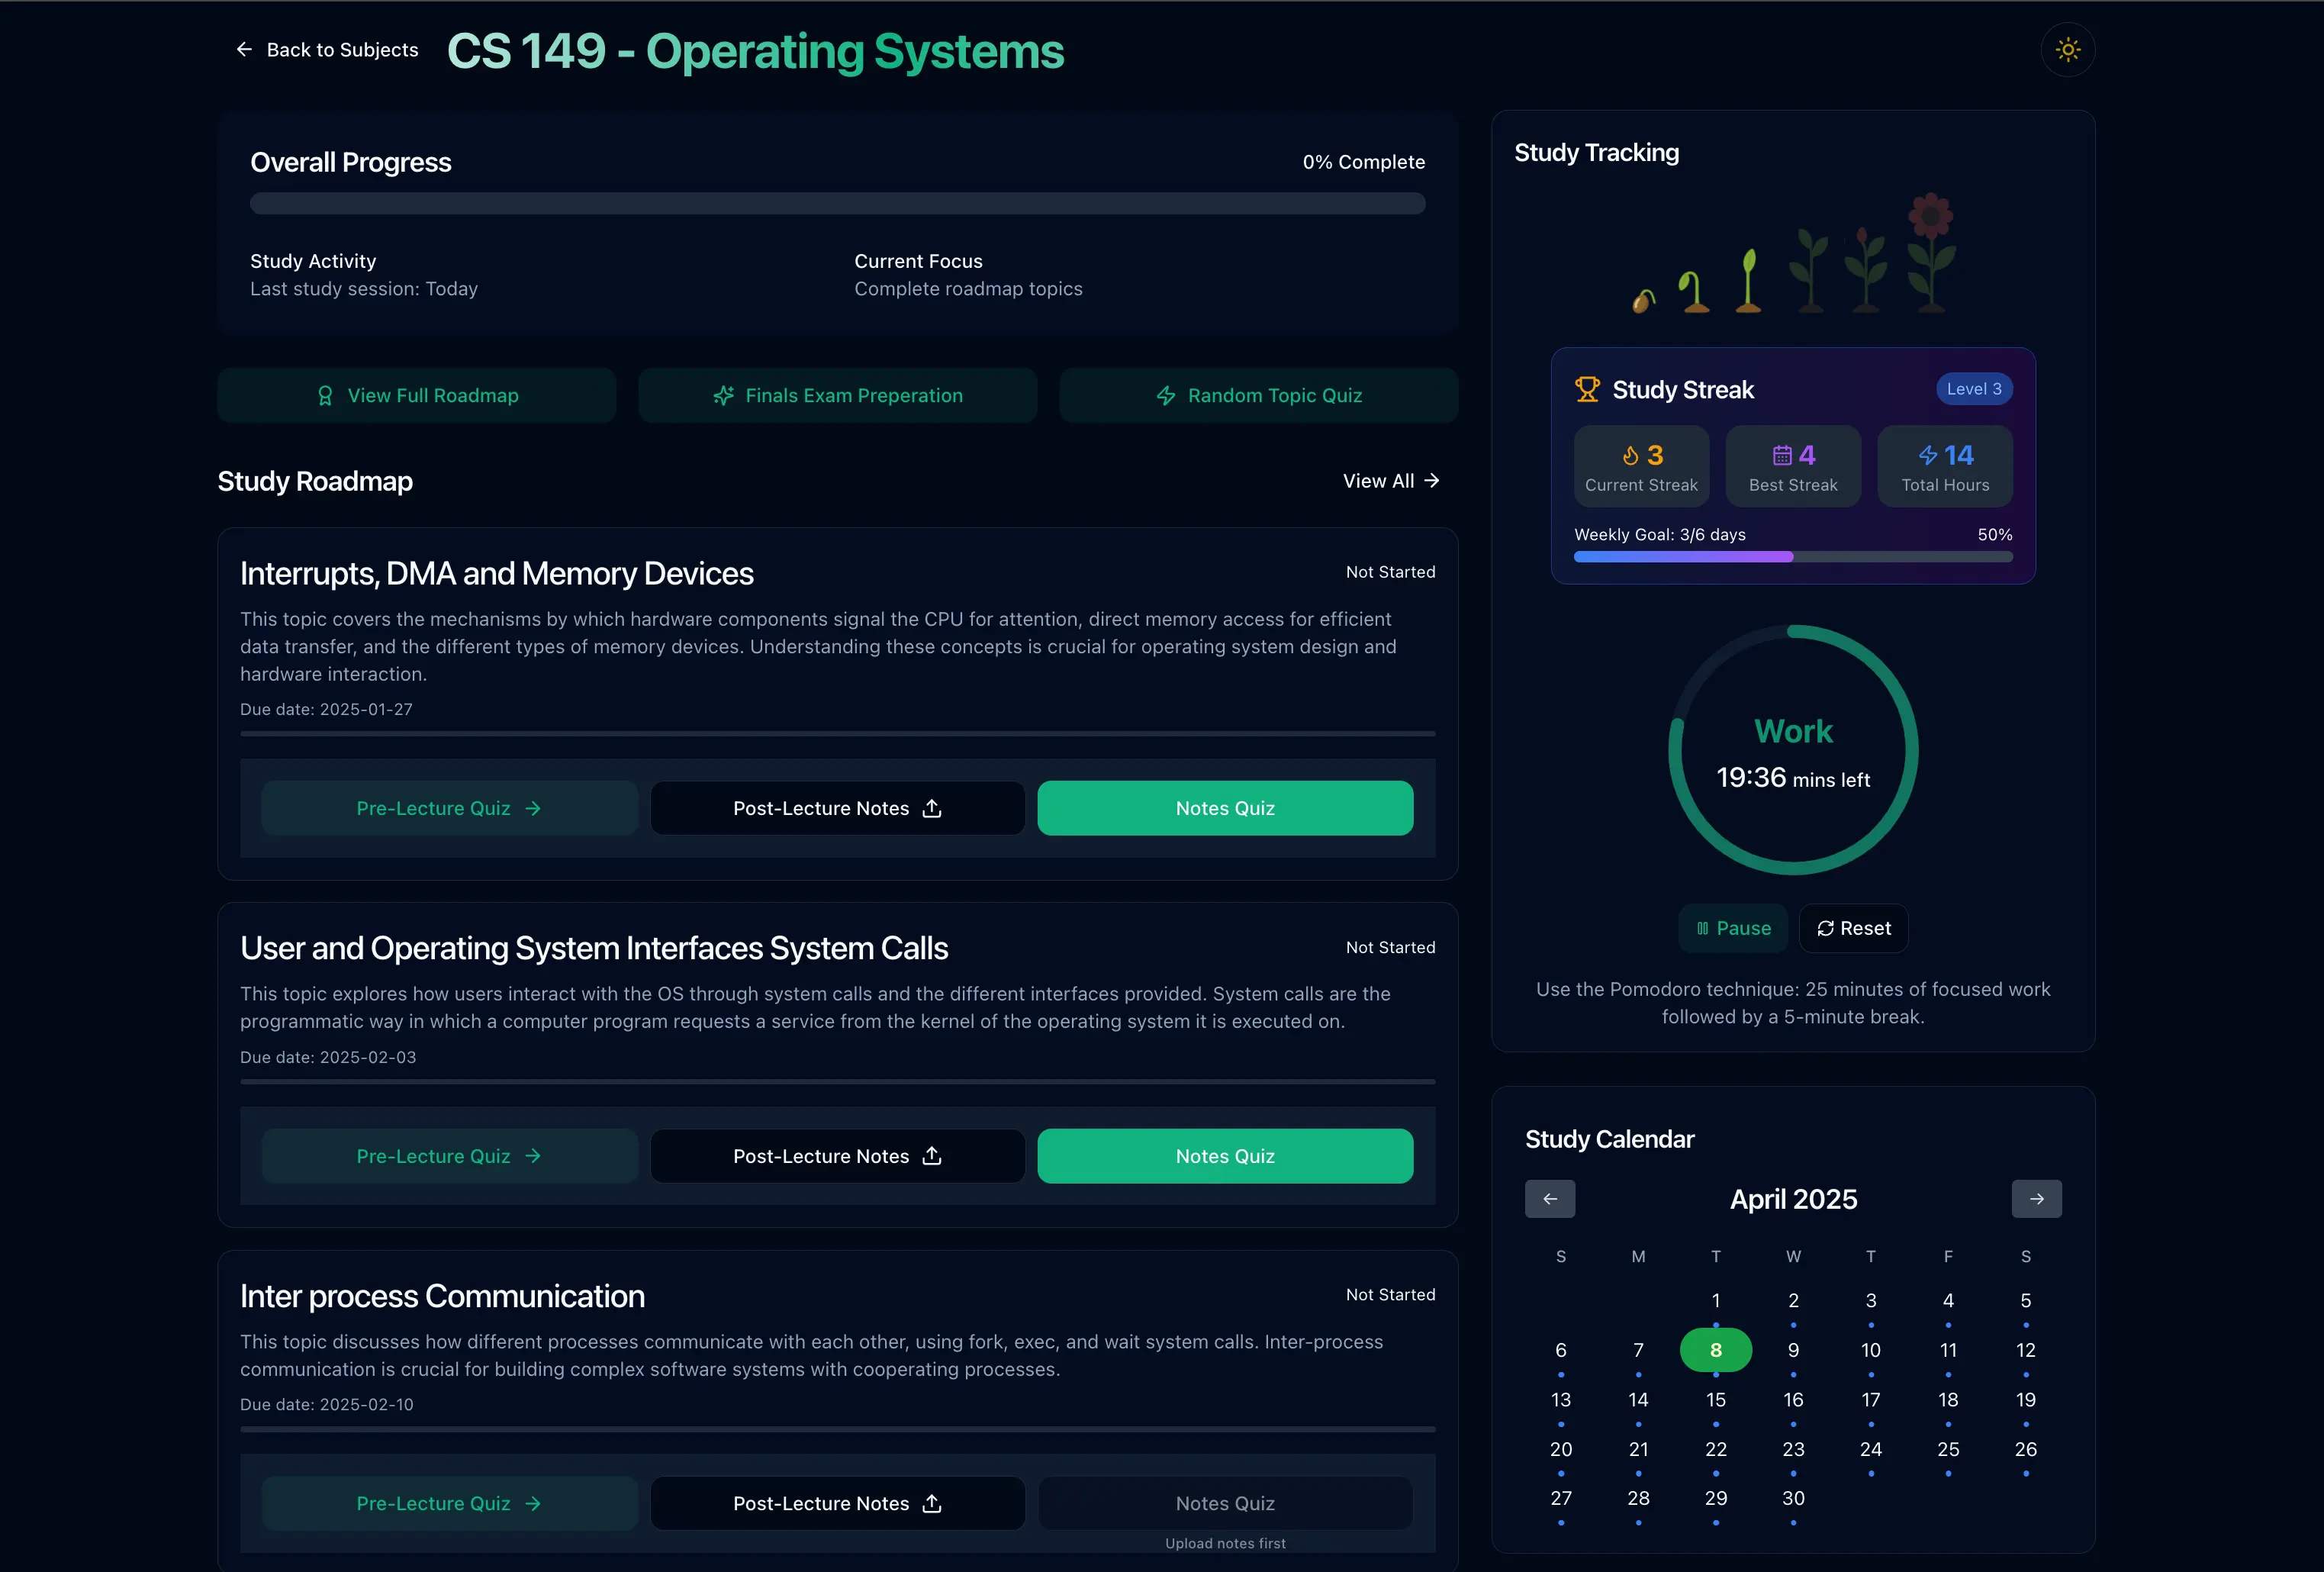 Back to Subjects
CS 149 - Operating Systems
Overall Progress
0% Complete
Study Activity
Last study session: Today
Current Focus
Complete roadmap topics
View Full Roadmap
Finals Exam Preperation
Random Topic Quiz
Study Roadmap
View All
Interrupts, DMA and Memory Devices
Not Started
This topic covers the mechanisms by which hardware components signal the CPU for attention, direct memory access for efficient
data transfer, and the different types of memory devices. Understanding these concepts is crucial for operating system design and
hardware interaction.
Due date: 2025-01-27
Pre-Lecture Quiz
Post-Lecture Notes
Notes Quiz
User and Operating System Interfaces System Calls
Not Started
This topic explores how users interact with the OS through system calls and the different interfaces provided. System calls are the
programmatic way in which a computer program requests a service from the kernel of the operating system it is executed on.
Due date: 2025-02-03
Pre-Lecture Quiz
Post-Lecture Notes
Notes Quiz
Inter process Communication
Not Started
This topic discusses how different processes communicate with each other, using fork, exec, and wait system calls. Inter-process
communication is crucial for building complex software systems with cooperating processes.
Due date: 2025-02-10
Pre-Lecture Quiz
Post-Lecture Notes
Notes Quiz
Upload notes first
Study Tracking
Study Streak
Level 3
3
Current Streak
4
Best Streak
14
Total Hours
Weekly Goal: 3/6 days
50%
Work
19:36 mins left
Pause
Reset
Use the Pomodoro technique: 25 minutes of focused work
followed by a 5-minute break.
Study Calendar
April 2025
S M T W T F S
1 2 3 4 5
6 7 8 9 10 11 12
13 14 15 16 17 18 19
20 21 22 23 24 25 26
27 28 29 30